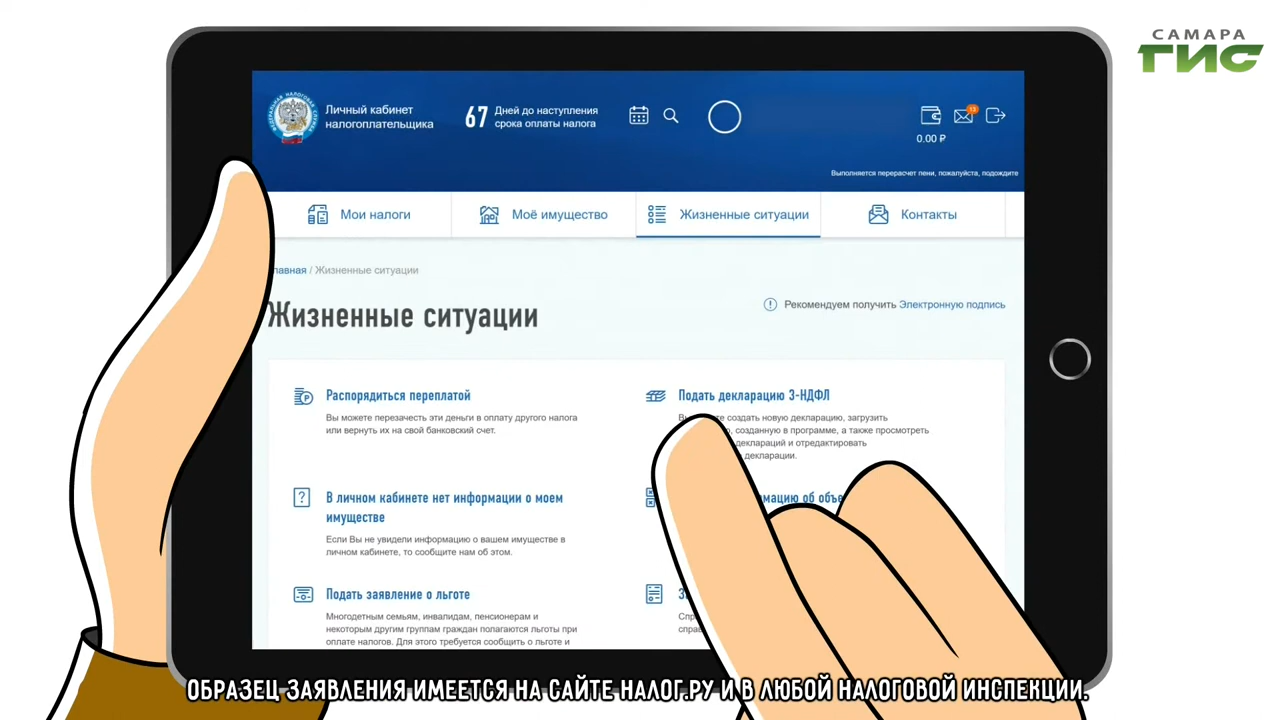 САМАРА
ГИС
Личный кабинет
налогоплательщика
67
Дней до наступления
срока оплаты налога
13
0.00 ₽
Выполняется перерасчет пени, пожалуйста, подождите
Мои налоги
Моё имущество
Жизненные ситуации
Контакты
лавная / Жизненные ситуации
Жизненные ситуации
Рекомендуем получить Электронную подпись
Распорядиться переплатой
Вы можете перезачесть эти деньги в оплату другого налога
или вернуть их на свой банковский счет.
Подать декларацию 3-НДФЛ
создать новую декларацию, загрузить
созданную в программе, а также просмотреть
деклараций и отредактировать
декларации.
В личном кабинете нет информации о моем
имуществе
Если Вы не увидели информацию о вашем имуществе в
личном кабинете, то сообщите нам об этом.
мацию об объе
Подать заявление о льготе
Многодетным семьям, инвалидам, пенсионерам и
некоторым другим группам граждан полагаются льготы при
оплате налогов. Для этого требуется сообщить о льготе и
ОБРАЗЕЦ ЗАЯВЛЕНИЯ ИМЕЕТСЯ НА САЙТЕ НАЛОГ.РУ И В ЛЮБОЙ НАЛОГОВОЙ ИНСПЕКЦИИ.